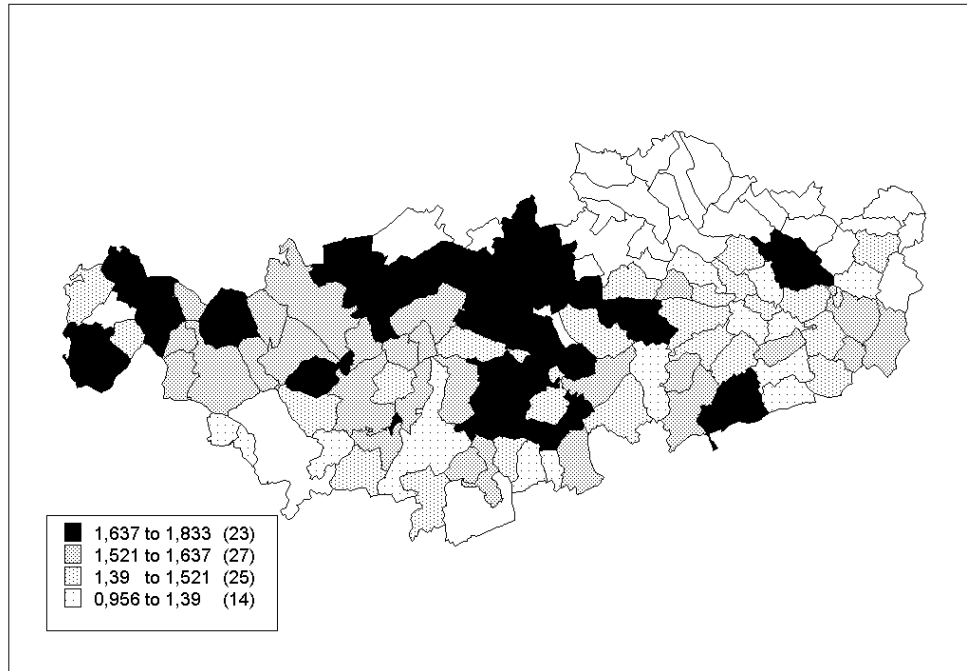 1,637 to 1,833 (23)
1,521 to 1,637 (27)
1,39 to 1,521 (25)
0,956 to 1,39 (14)